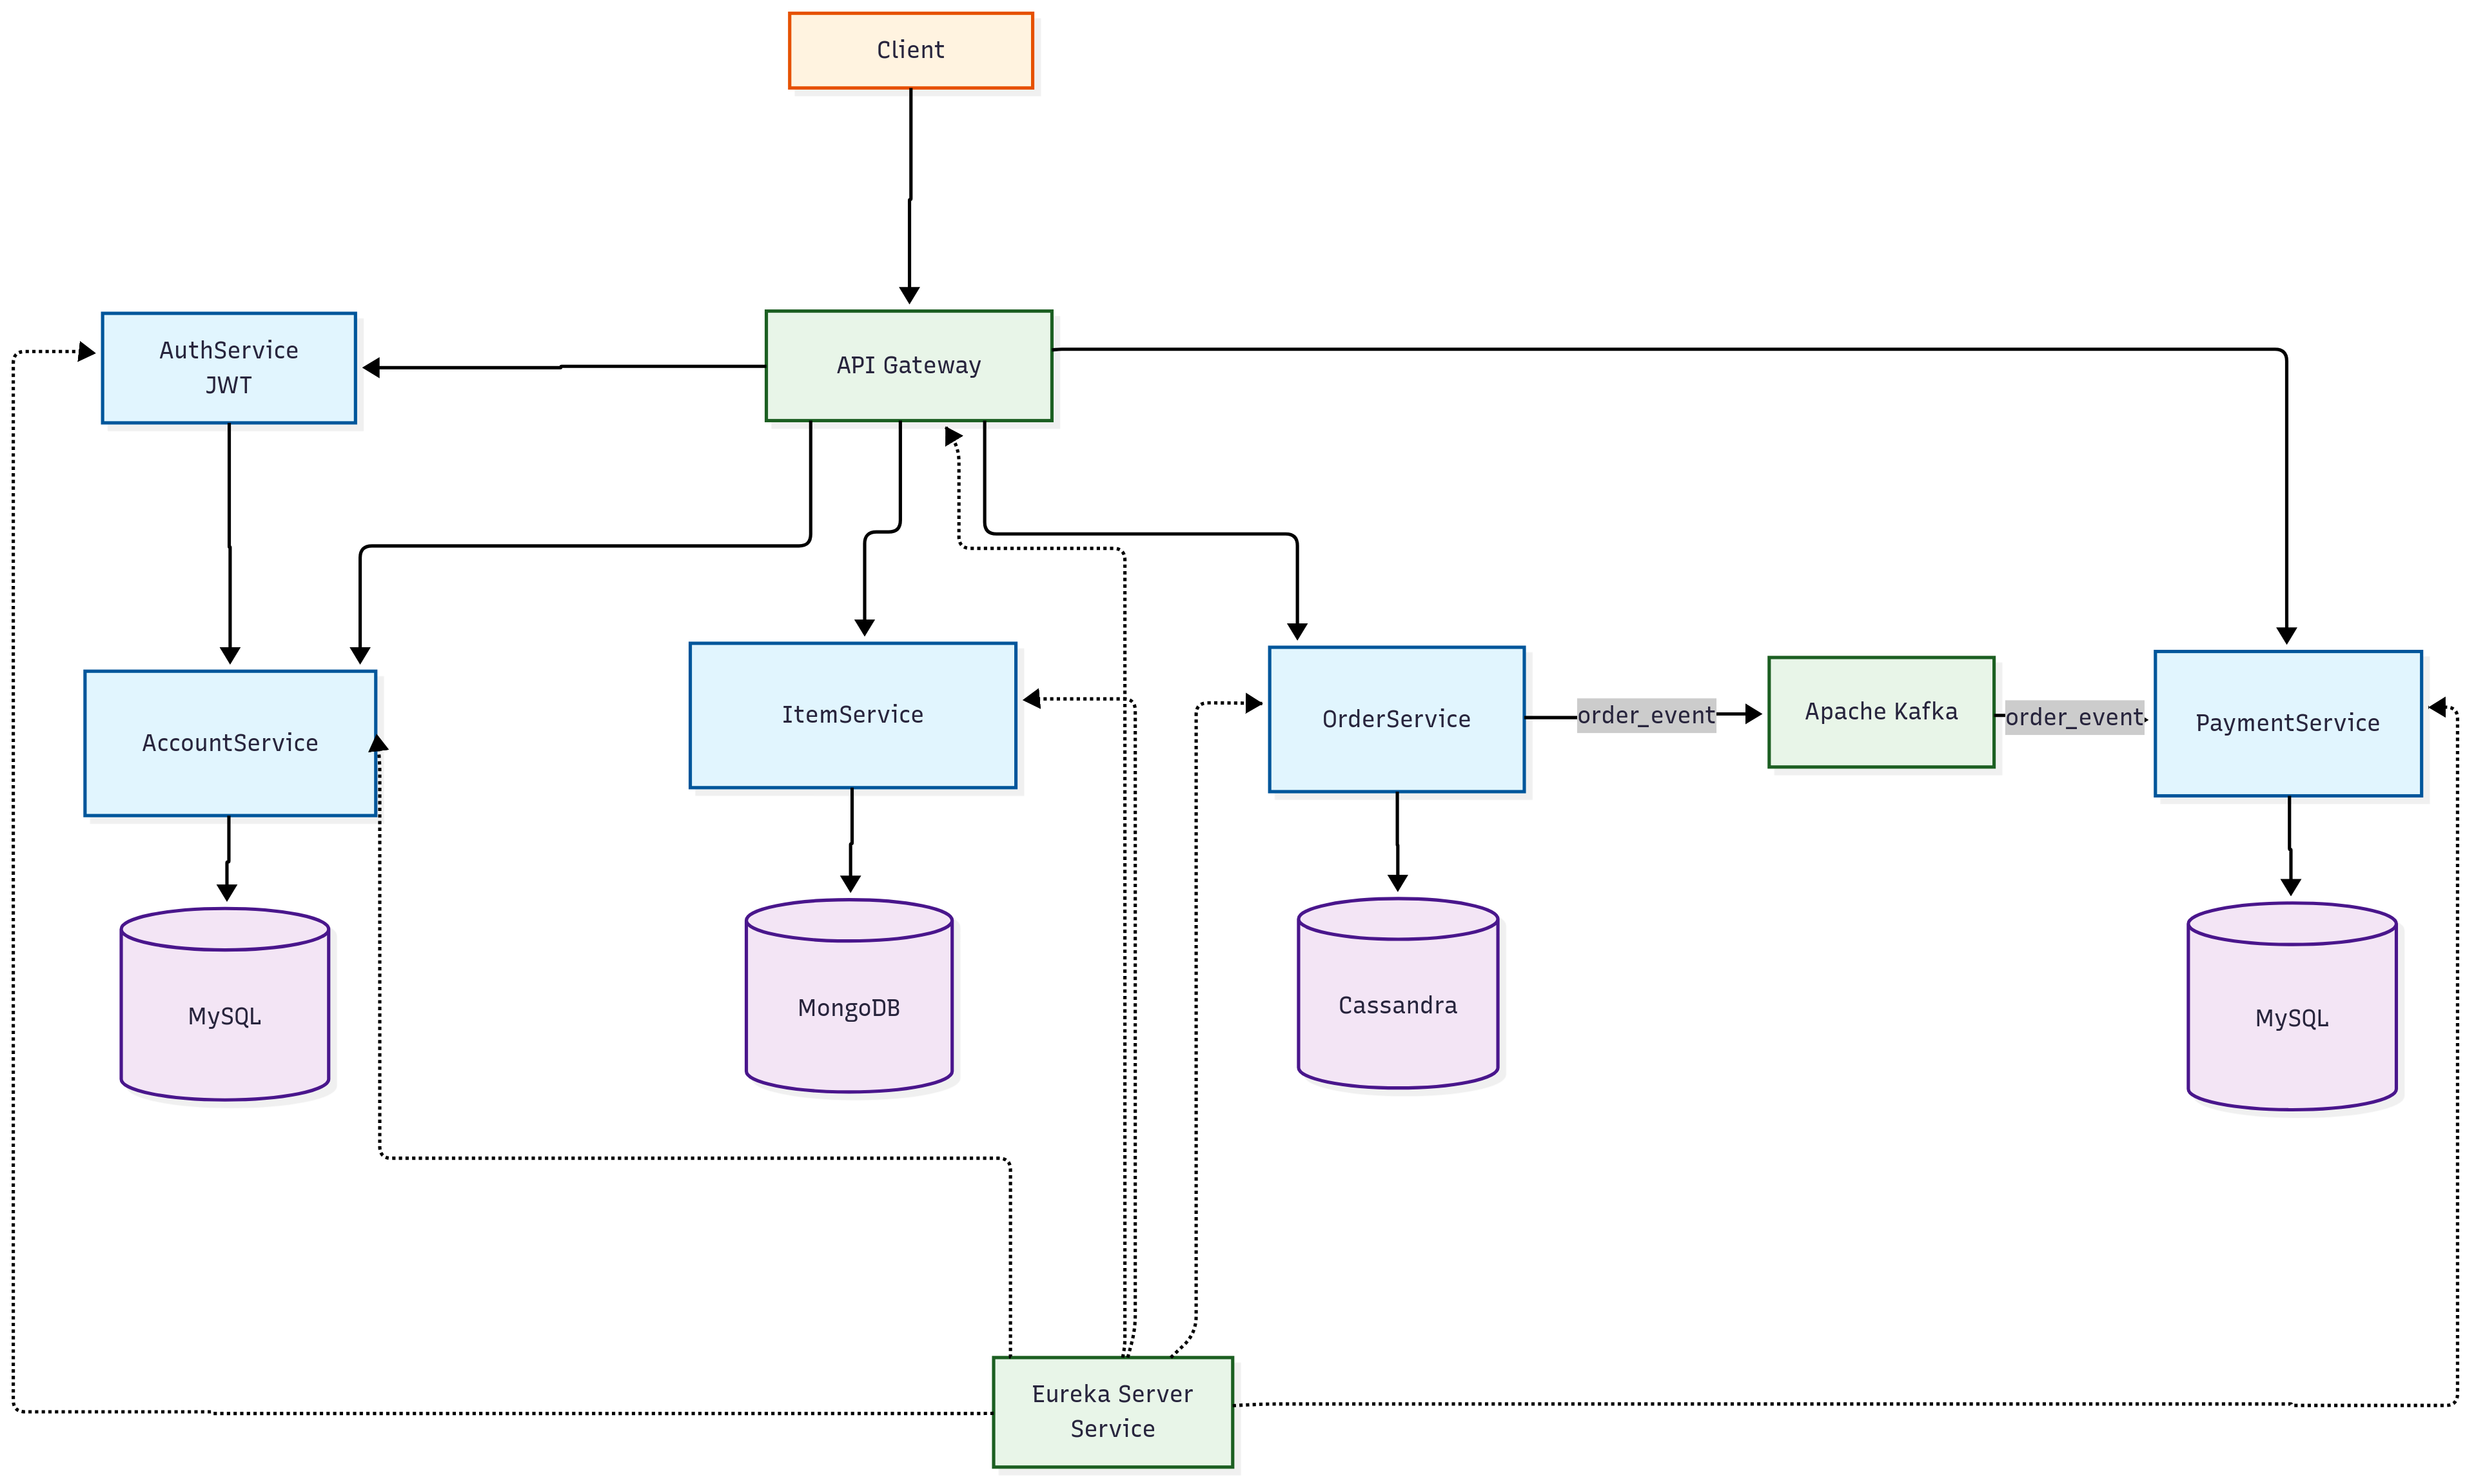 Client
AuthService
JWT
API Gateway
AccountService
ItemService
OrderService
order_event
Apache Kafka
order_event
PaymentService
MySQL
MongoDB
Cassandra
MySQL
Eureka Server
Service